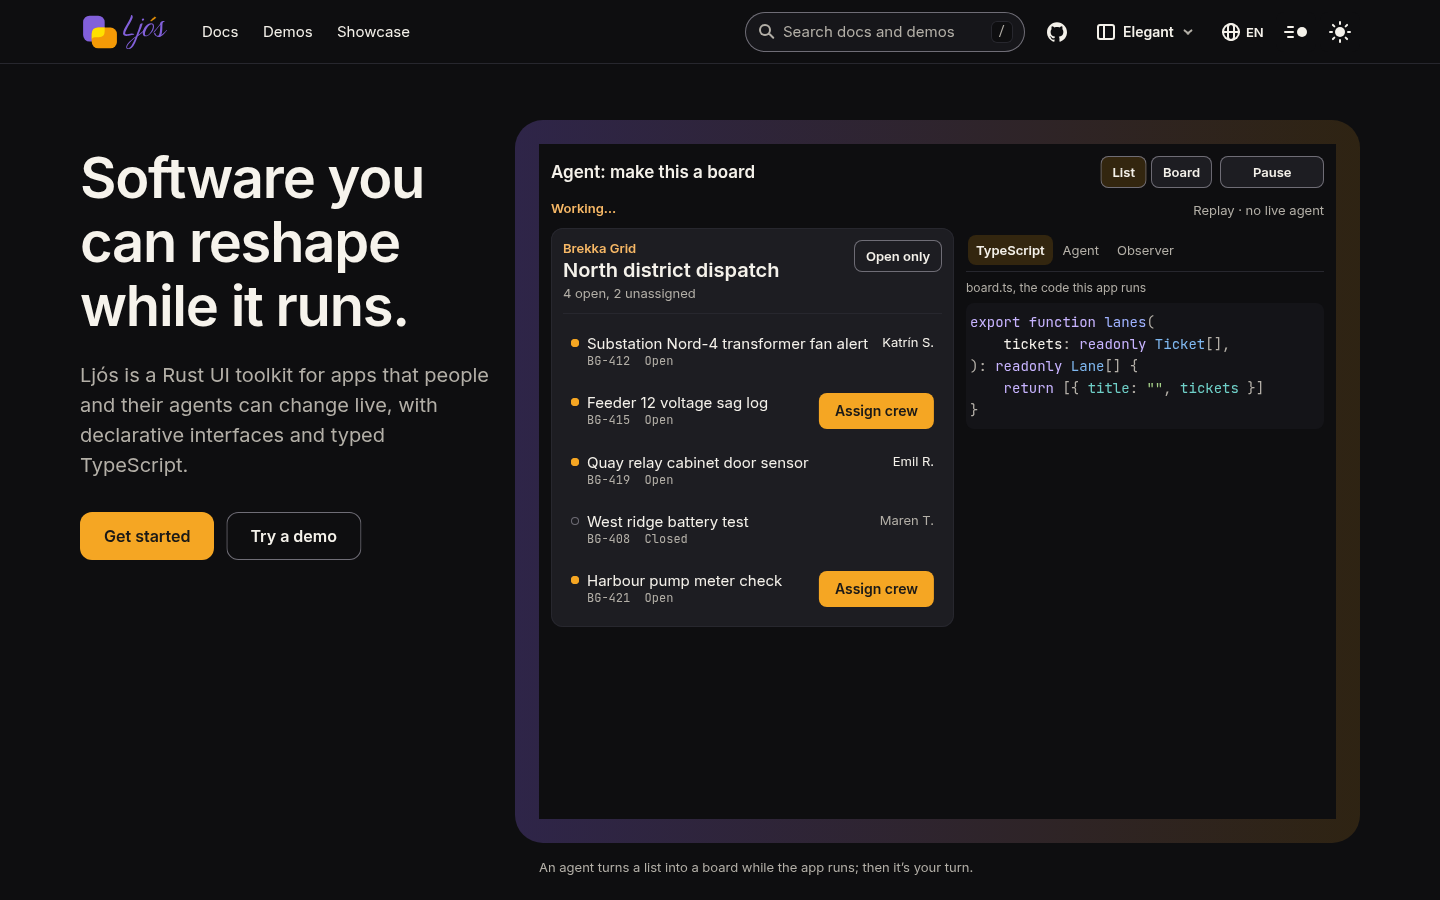 Ljós
Docs
Demos
Showcase
Search docs and demos
/
Elegant
EN
Software you
can reshape
while it runs.
Ljós is a Rust UI toolkit for apps that people
and their agents can change live, with
declarative interfaces and typed
TypeScript.
Get started
Try a demo
Agent: make this a board
List
Board
Pause
Working...
Replay · no live agent
Brekka Grid
North district dispatch
4 open, 2 unassigned
Open only
Substation Nord-4 transformer fan alert
Katrín S.
BG-412 Open
Feeder 12 voltage sag log
BG-415 Open
Assign crew
Quay relay cabinet door sensor
Emil R.
BG-419 Open
West ridge battery test
Maren T.
BG-408 Closed
Harbour pump meter check
BG-421 Open
Assign crew
TypeScript
Agent
Observer
board.ts, the code this app runs
export function lanes(
    tickets: readonly Ticket[],
): readonly Lane[] {
    return [{ title: "", tickets }]
}
An agent turns a list into a board while the app runs; then it’s your turn.